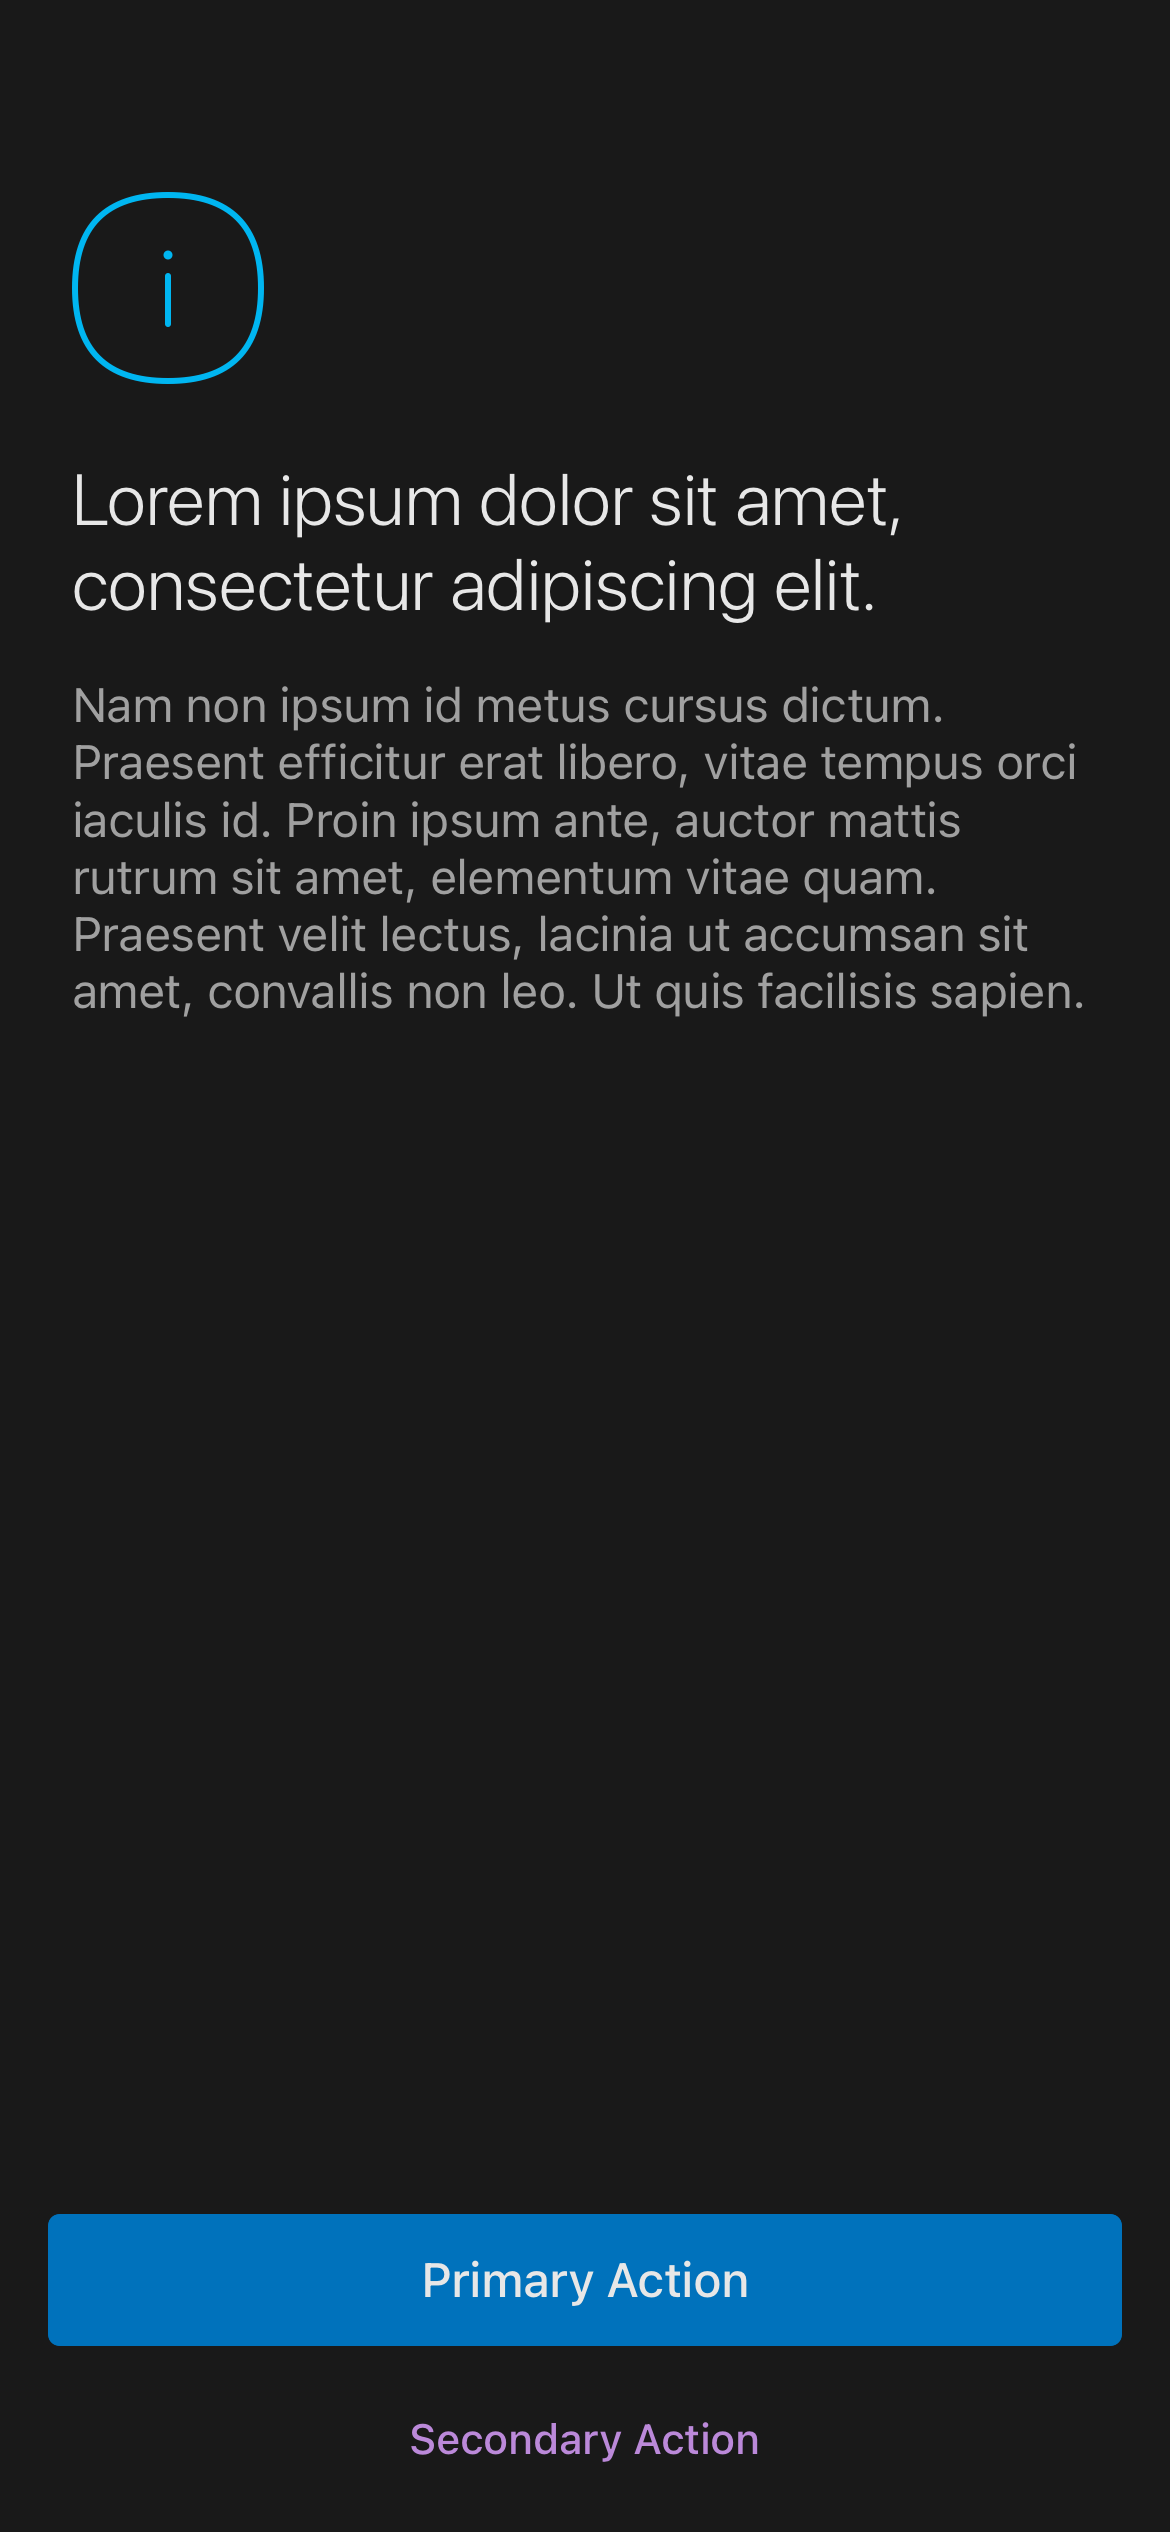 Lorem ipsum dolor sit amet,
consectetur adipiscing elit.
Nam non ipsum id metus cursus dictum.
Praesent efficitur erat libero, vitae tempus orci
iaculis id. Proin ipsum ante, auctor mattis
rutrum sit amet, elementum vitae quam.
Praesent velit lectus, lacinia ut accumsan sit
amet, convallis non leo. Ut quis facilisis sapien.
Primary Action
Secondary Action